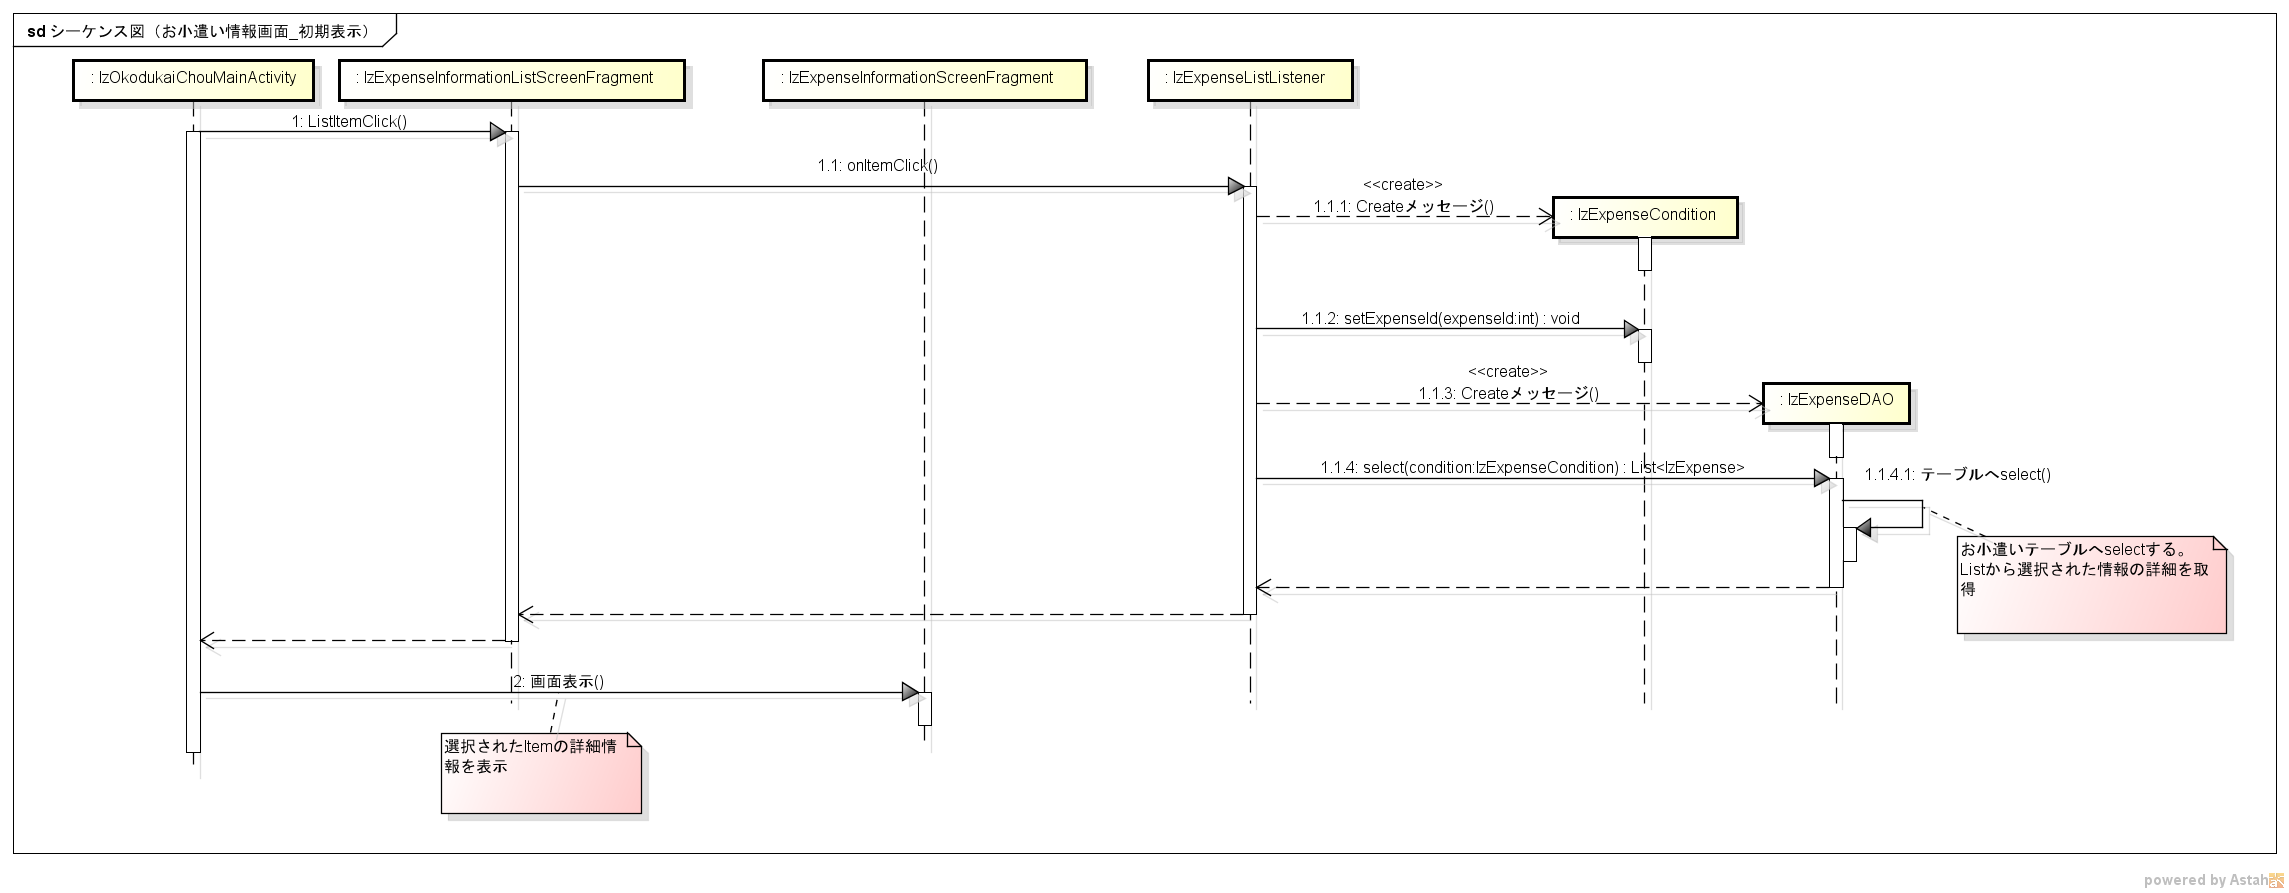 sd シーケンス図（お小遣い情報画面_初期表示）
: IzOkodukaiChouMainActivity
: IzExpenseInformationListScreenFragment
: IzExpenseInformationScreenFragment
: IzExpenseListListener
1: ListItemClick()
1.1: onItemClick()
<<create>>
1.1.1: Createメッセージ()
: IzExpenseCondition
1.1.2: setExpenseId(expenseId:int) : void
<<create>>
1.1.3: Createメッセージ()
: IzExpenseDAO
1.1.4: select(condition:IzExpenseCondition) : List<IzExpense>
1.1.4.1: テーブルへselect()
お小遣いテーブルへselectする。
Listから選択された情報の詳細を取
得
2: 画面表示()
選択されたItemの詳細情
報を表示
powered by Astah